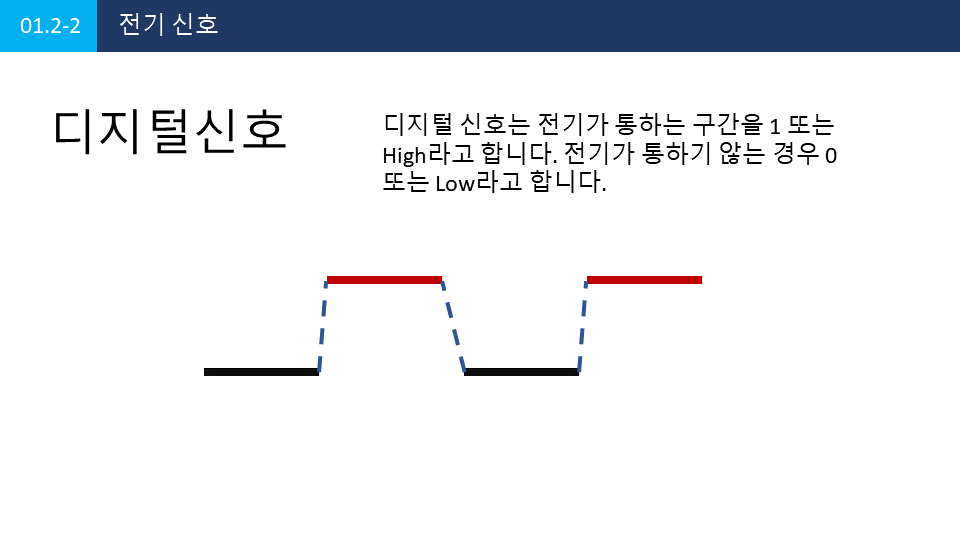 01.2-2
전기 신호
디지털신호
디지털 신호는 전기가 통하는 구간을 1 또는
High라고 합니다. 전기가 통하기 않는 경우 0
또는 Low라고 합니다.